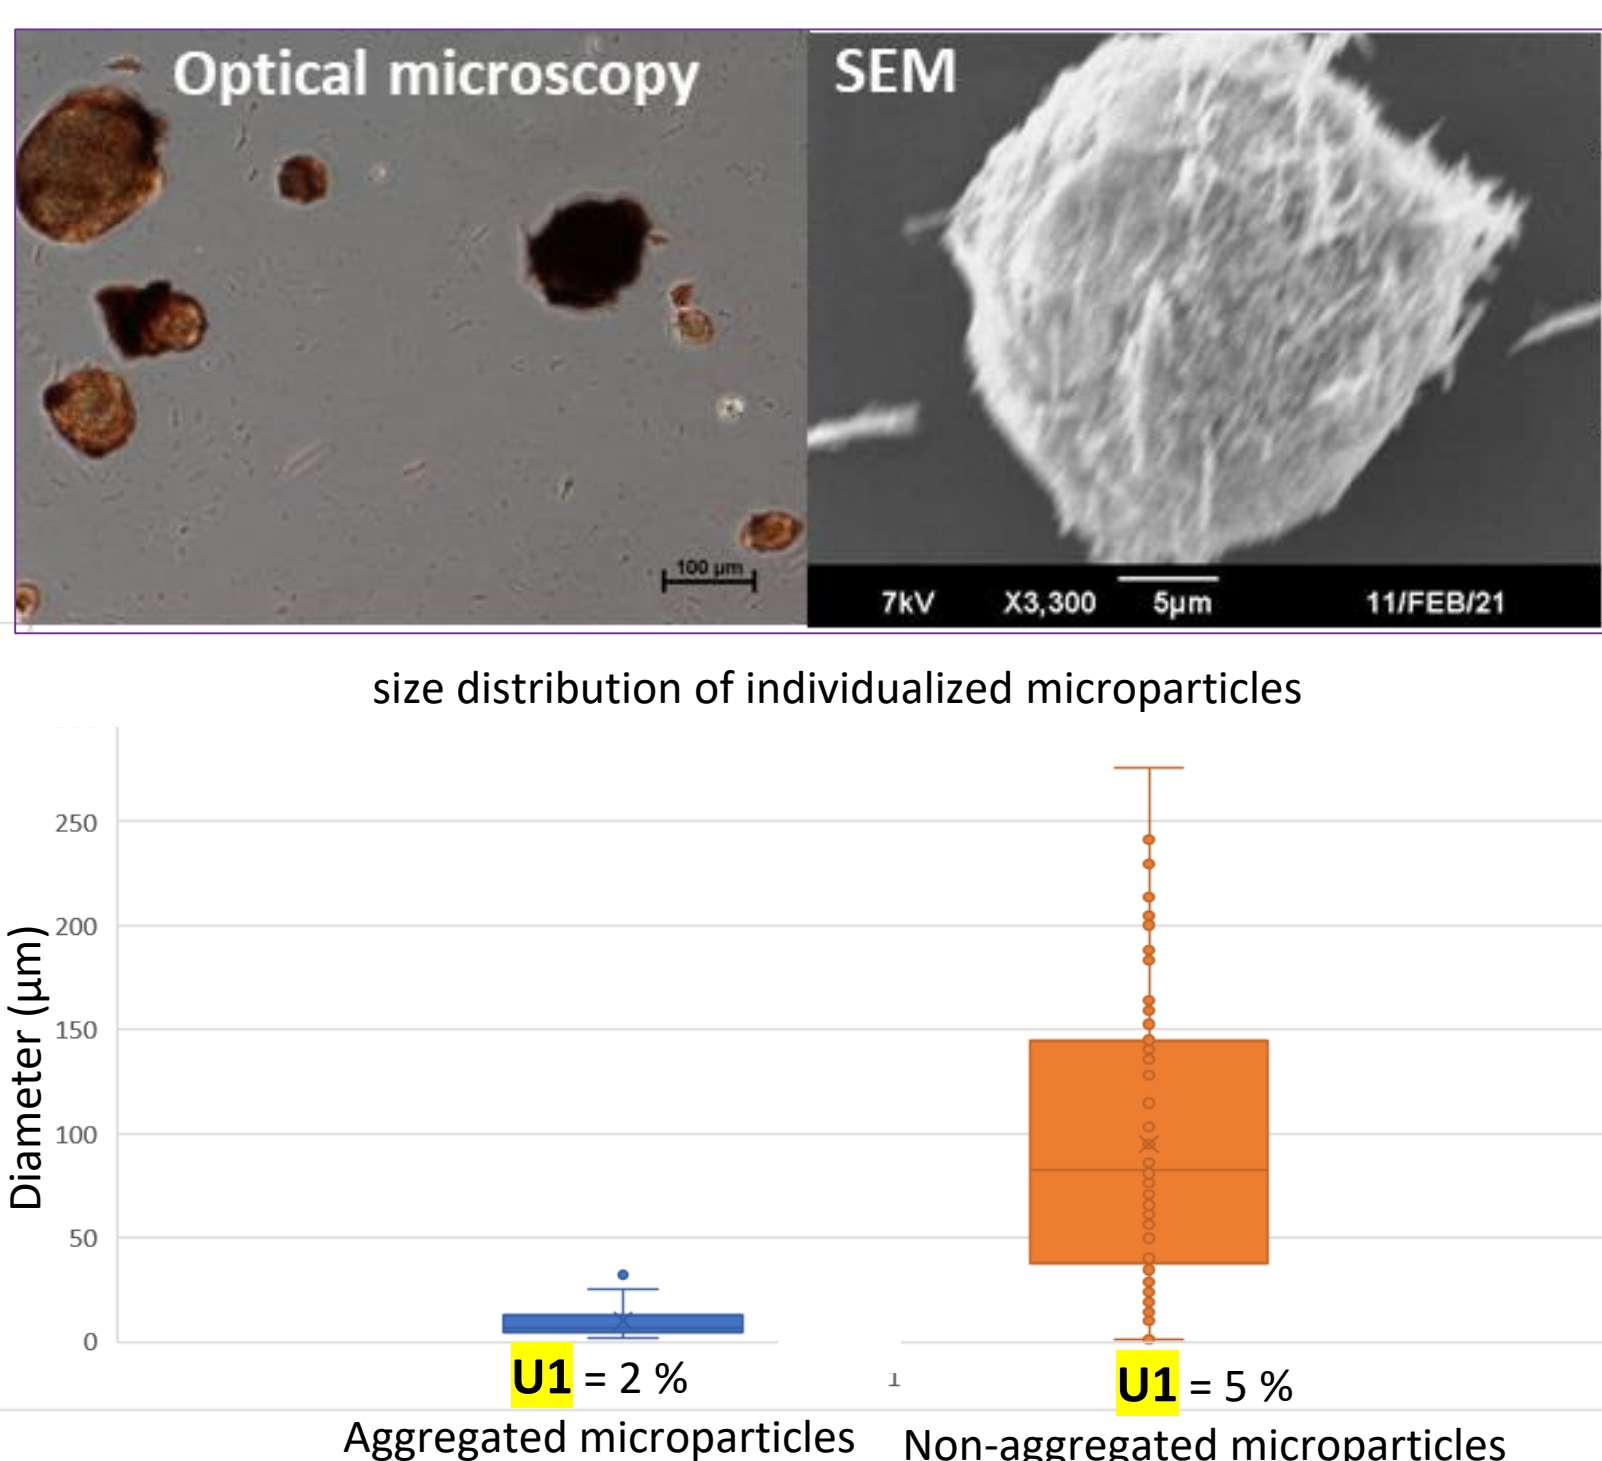 Optical microscopy
SEM
100 µm
7kV X3,300 5µm 11/FEB/21
size distribution of individualized microparticles
Diameter (µm)
250
200
150
100
50
0
U1 = 2 %
1
U1 = 5 %
Aggregated microparticles
Non-aggregated microparticles